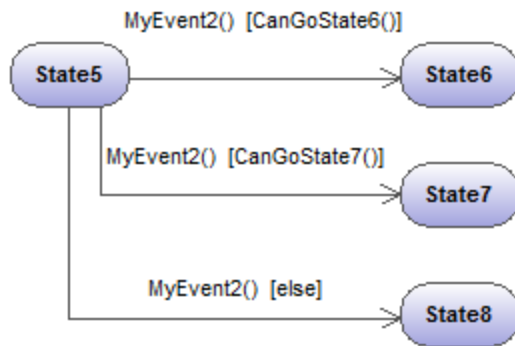 MyEvent2() [CanGoState6()]
State5
State6
MyEvent2() [CanGoState7()]
State7
MyEvent2() [else]
State8